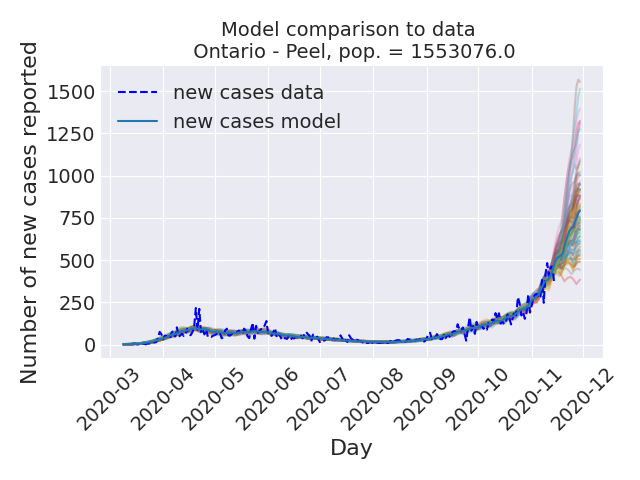 Model comparison to data
Ontario - Peel, pop. = 1553076.0
Number of new cases reported
1500
1250
1000
750
500
250
0
new cases data
new cases model
2020-03
2020-04
2020-05
2020-06
2020-07
2020-08
2020-09
2020-10
2020-11
2020-12
Day